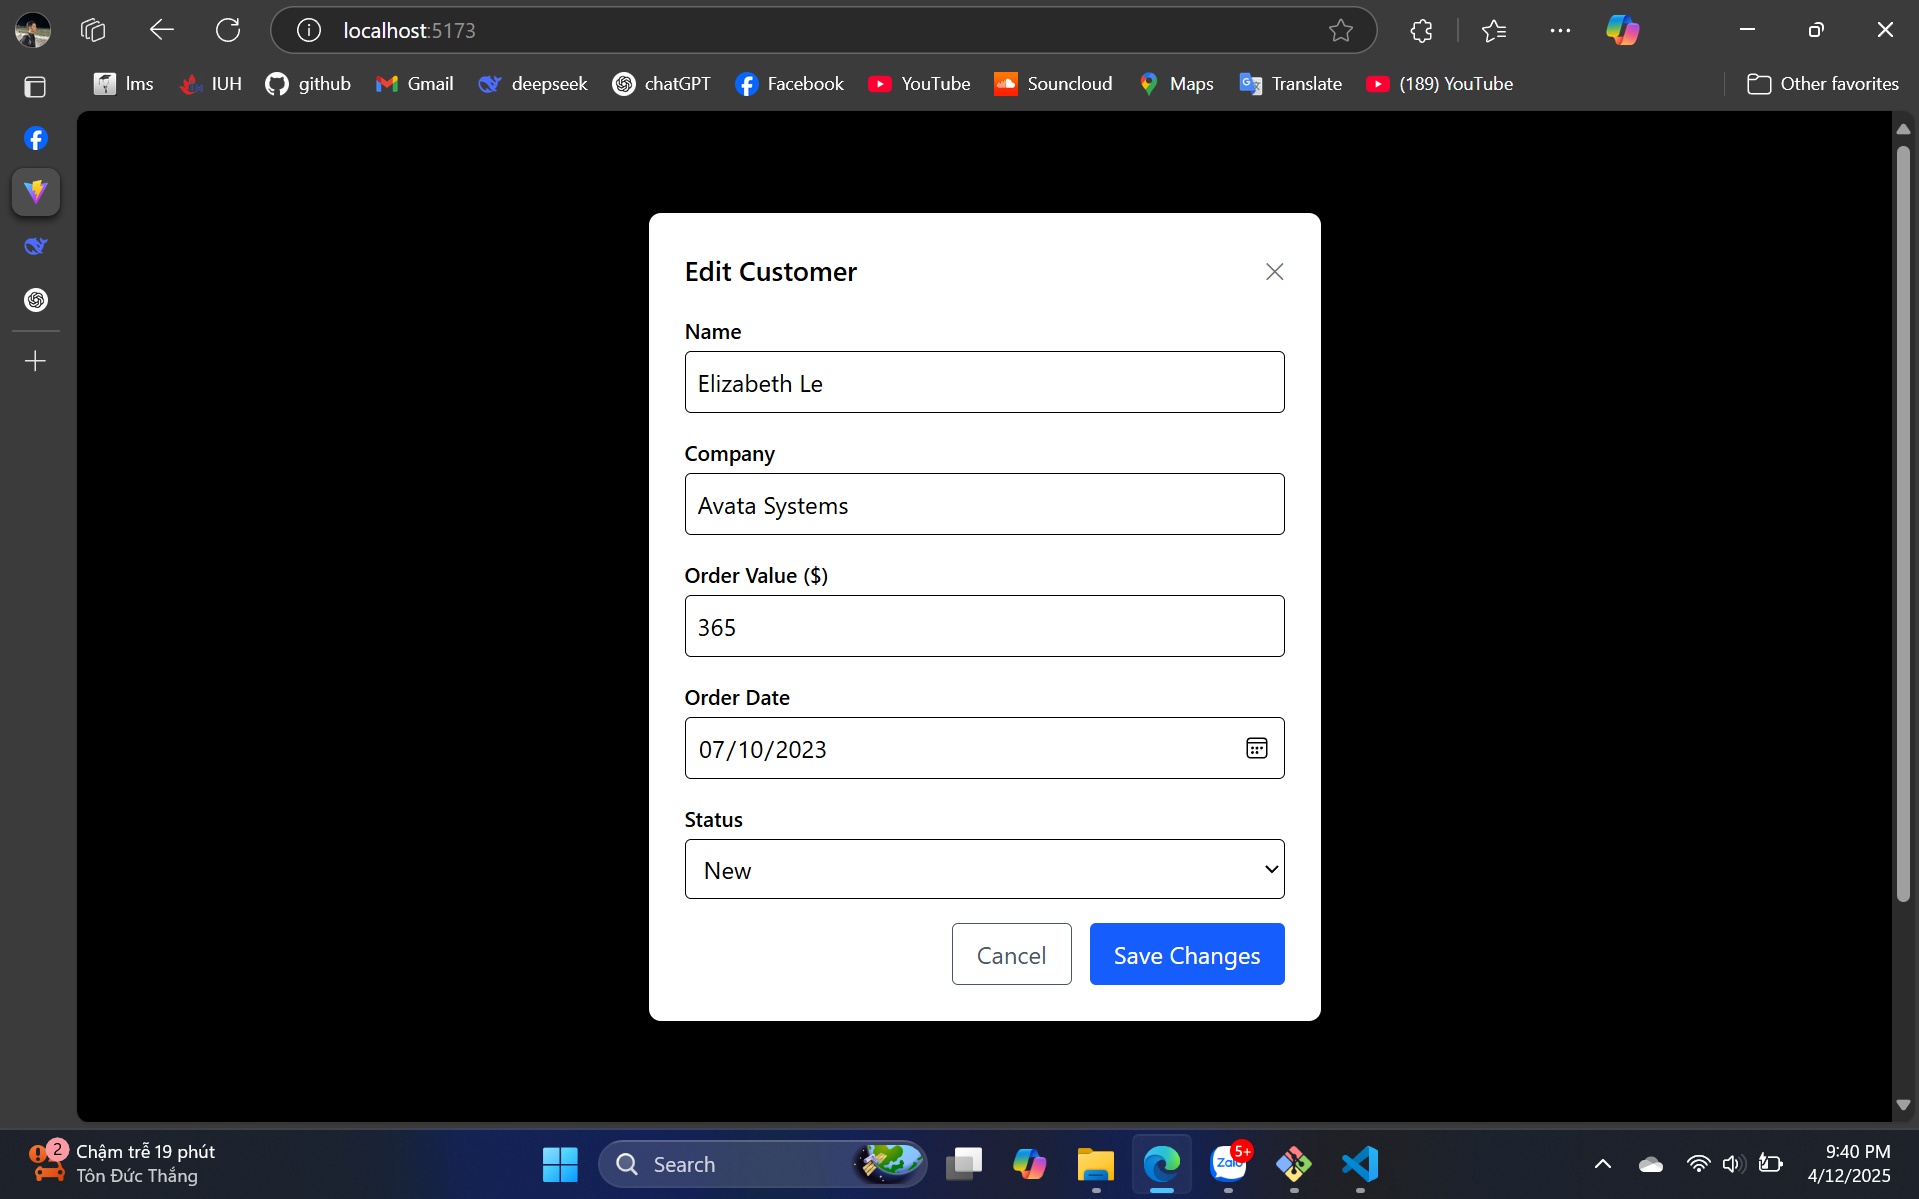 localhost:5173
lms
IUH
github
Gmail
deepseek
chatGPT
Facebook
YouTube
Souncloud
Maps
Translate
(189) YouTube
Other favorites
Edit Customer
Name
Elizabeth Le
Company
Avata Systems
Order Value ($)
365
Order Date
07/10/2023
Status
New
Cancel
Save Changes
2
Chậm trễ 19 phút
Tôn Đức Thắng
Search
Zalo
5+
9:40 PM
4/12/2025